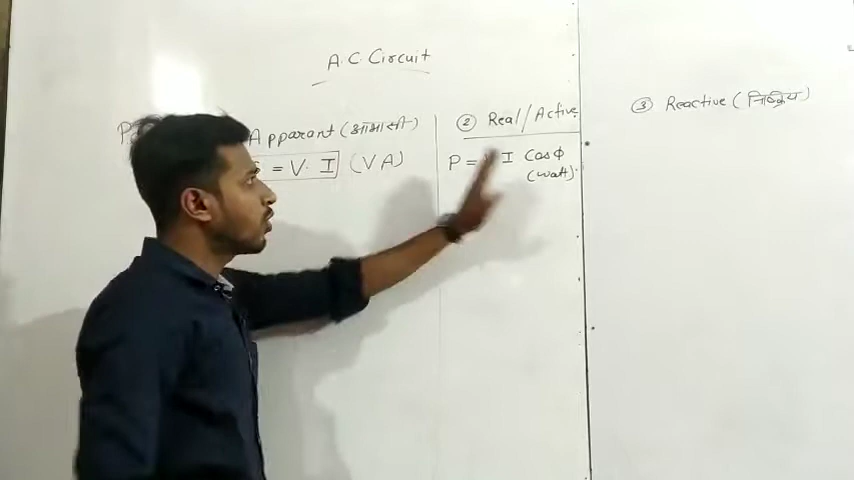 A.C. Circuit
Apparant (आभासी)
= V. I (VA)
② Real/Active
P = I Cosφ
(watt)
③ Reactive (निष्क्रिय)